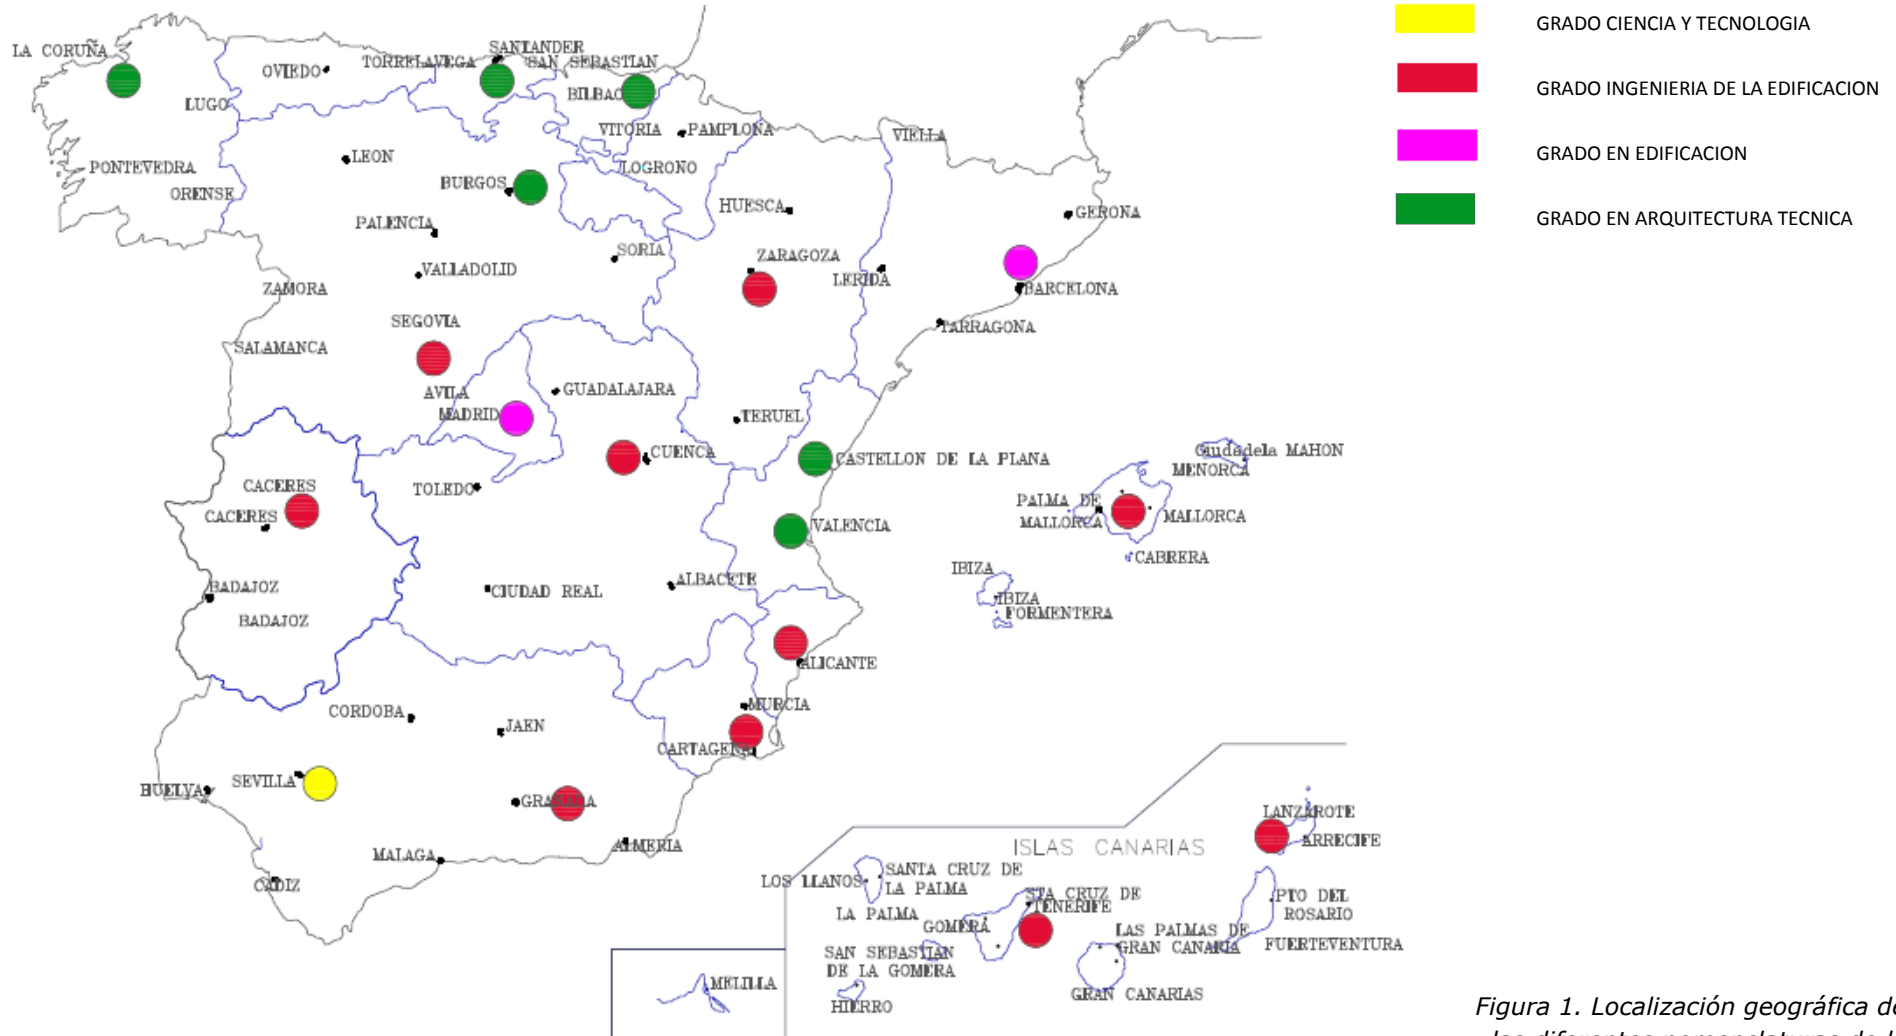 GRADO CIENCIA Y TECNOLOGIA
GRADO INGENIERIA DE LA EDIFICACION
GRADO EN EDIFICACION
GRADO EN ARQUITECTURA TECNICA
LA CORUÑA
OVIEDO
TORRELAVEGA
SANTANDER
SAN SEBASTIAN
LUGO
BILBAO
VITORIA
PAMPLONA
VIELLA
PONTEVEDRA
LEON
LOGROÑO
ORENSE
BURGOS
HUESCA
GERONA
PALENCIA
SORIA
ZARAGOZA
VALLADOLID
LERIDA
ZAMORA
BARCELONA
SEGOVIA
TARRAGONA
SALAMANCA
AVILA
GUADALAJARA
MADRID
TERUEL
CUENCA
CASTELLON DE LA PLANA
Ciudadela MAHON
MENORCA
CACERES
TOLEDO
PALMA DE
MALLORCA
MALLORCA
CACERES
VALENCIA
CABRERA
IBIZA
BADAJOZ
CIUDAD REAL
ALBACETE
IBIZA
FORMENTERA
BADAJOZ
ALICANTE
CORDOBA
JAEN
MURCIA
CARTAGENA
SEVILLA
HUELVA
GRANADA
ALMERIA
MALAGA
CADIZ
ISLAS CANARIAS
LANZAROTE
ARRECIFE
LOS LLANOS
SANTA CRUZ DE
LA PALMA
LA PALMA
STA CRUZ DE
TENERIFE
GOMERA
PTO DEL
ROSARIO
LAS PALMAS DE
GRAN CANARIA
FUERTEVENTURA
SAN SEBASTIAN
DE LA GOMERA
HIERRO
GRAN CANARIAS
MELILLA
Figura 1. Localización geográfica de